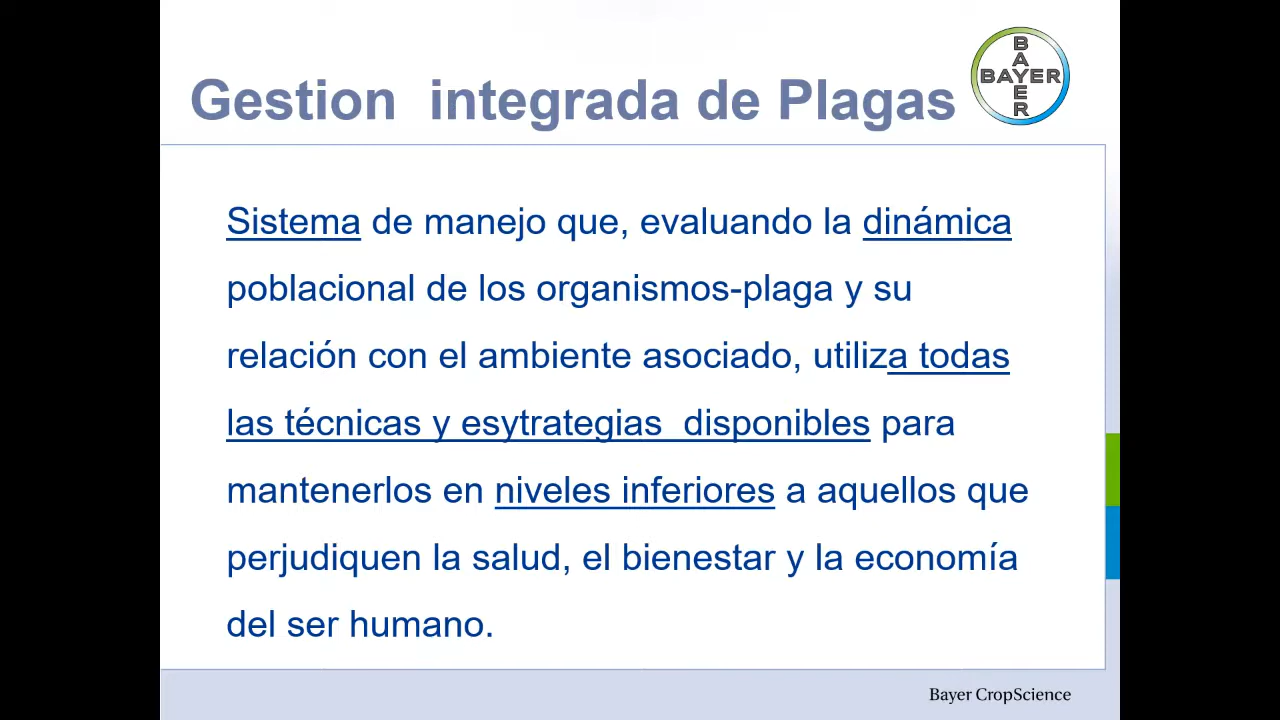 Gestion  integrada de Plagas
BAYER
BAYER
Sistema de manejo que, evaluando la dinámica
poblacional de los organismos-plaga y su
relación con el ambiente asociado, utiliza todas
las técnicas y esytrategias  disponibles para
mantenerlos en niveles inferiores a aquellos que
perjudiquen la salud, el bienestar y la economía
del ser humano.
Bayer CropScience